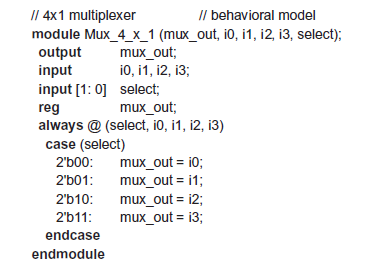 // 4x1 multiplexer // behavioral model
module Mux_4_x_1 (mux_out, i0, i1, i2, i3, select);
output mux_out;
input i0, i1, i2, i3;
input [1: 0] select;
reg mux_out;
always @ (select, i0, i1, i2, i3)
case (select)
2'b00: mux_out = i0;
2'b01: mux_out = i1;
2'b10: mux_out = i2;
2'b11: mux_out = i3;
endcase
endmodule